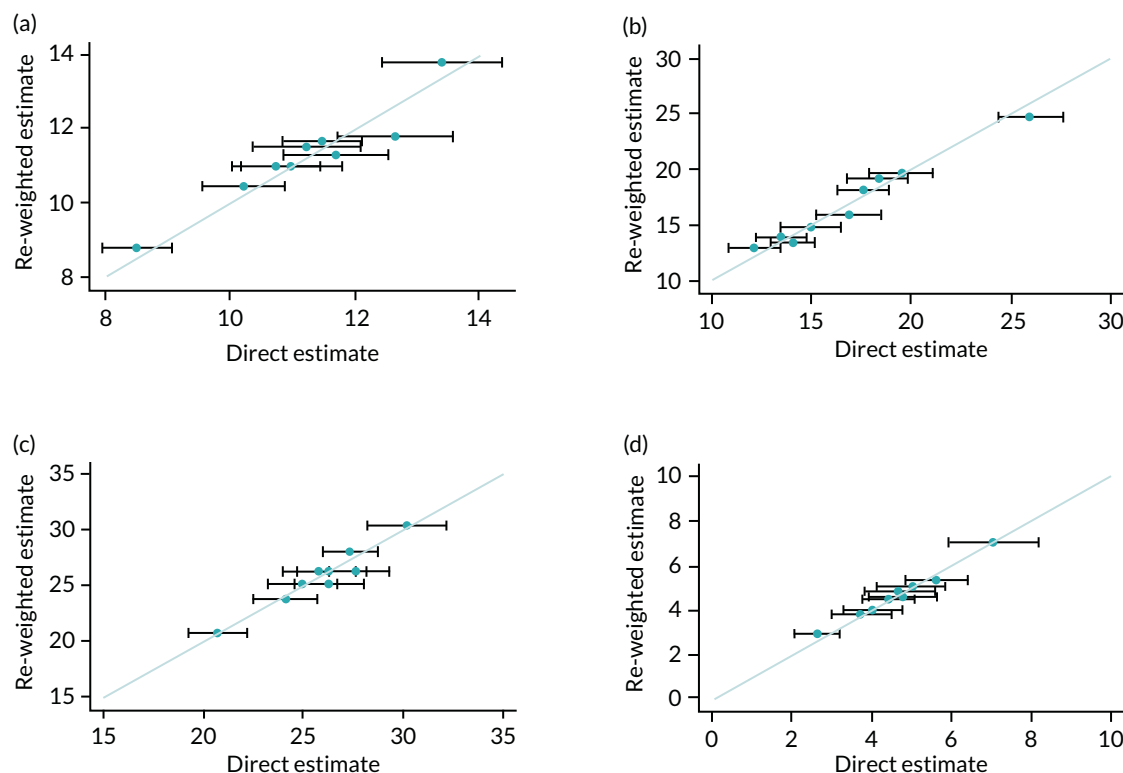 (a)
Re-weighted estimate
14
12
10
8
8 10 12 14
Direct estimate
(b)
Re-weighted estimate
30
25
20
15
10
10 15 20 25 30
Direct estimate
(c)
Re-weighted estimate
35
30
25
20
15
15 20 25 30 35
Direct estimate
(d)
Re-weighted estimate
10
8
6
4
2
0
0 2 4 6 8 10
Direct estimate